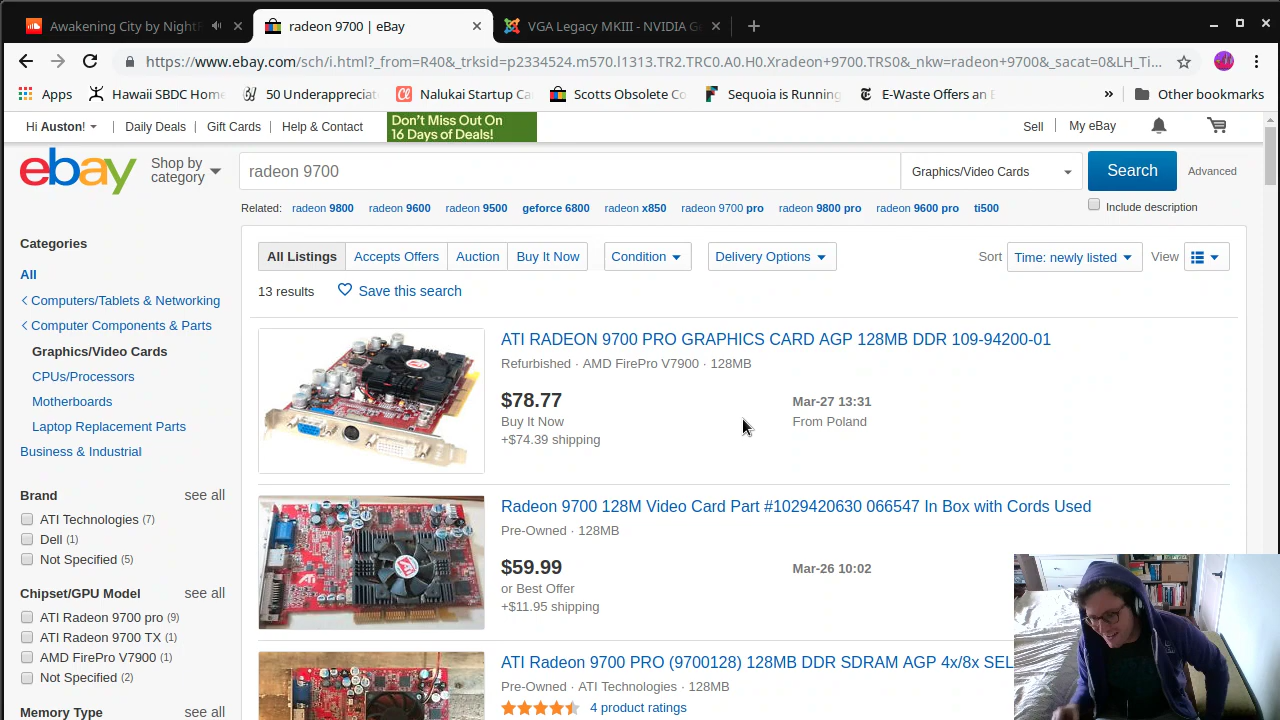 Awakening City by Night
radeon 9700 | eBay
VGA Legacy MKIII - NVIDIA G
https://www.ebay.com/sch/i.html?_from=R40&_trksid=p2334524.m570.l1313.TR2.TRC0.A0.H0.Xradeon+9700.TRS0&_nkw=radeon+9700&_sacat=0&LH_Ti...
Apps
Hawaii SBDC Hom
50 Underappreciat
Nalukai Startup Ca
Scotts Obsolete Co
Sequoia is Running
E-Waste Offers an E
»
Other bookmarks
Hi Auston!
Daily Deals
Gift Cards
Help & Contact
Don't Miss Out On
16 Days of Deals!
Sell
My eBay
ebay
Shop by
category
radeon 9700
Graphics/Video Cards
Search
Advanced
Related: radeon 9800 radeon 9600 radeon 9500 geforce 6800 radeon x850 radeon 9700 pro radeon 9800 pro radeon 9600 pro ti500
Include description
Categories
All
Computers/Tablets & Networking
Computer Components & Parts
Graphics/Video Cards
CPUs/Processors
Motherboards
Laptop Replacement Parts
Business & Industrial
Brand see all
ATI Technologies (7)
Dell (1)
Not Specified (5)
Chipset/GPU Model see all
ATI Radeon 9700 pro (9)
ATI Radeon 9700 TX (1)
AMD FirePro V7900 (1)
Not Specified (2)
Memory Type see all
All Listings
Accepts Offers
Auction
Buy It Now
Condition
Delivery Options
Sort
Time: newly listed
View
13 results
Save this search
ATI RADEON 9700 PRO GRAPHICS CARD AGP 128MB DDR 109-94200-01
Refurbished · AMD FirePro V7900 · 128MB
$78.77
Mar-27 13:31
Buy It Now
From Poland
+$74.39 shipping
Radeon 9700 128M Video Card Part #1029420630 066547 In Box with Cords Used
Pre-Owned · 128MB
$59.99
Mar-26 10:02
or Best Offer
+$11.95 shipping
ATI Radeon 9700 PRO (9700128) 128MB DDR SDRAM AGP 4x/8x SEL
Pre-Owned · ATI Technologies · 128MB
4 product ratings